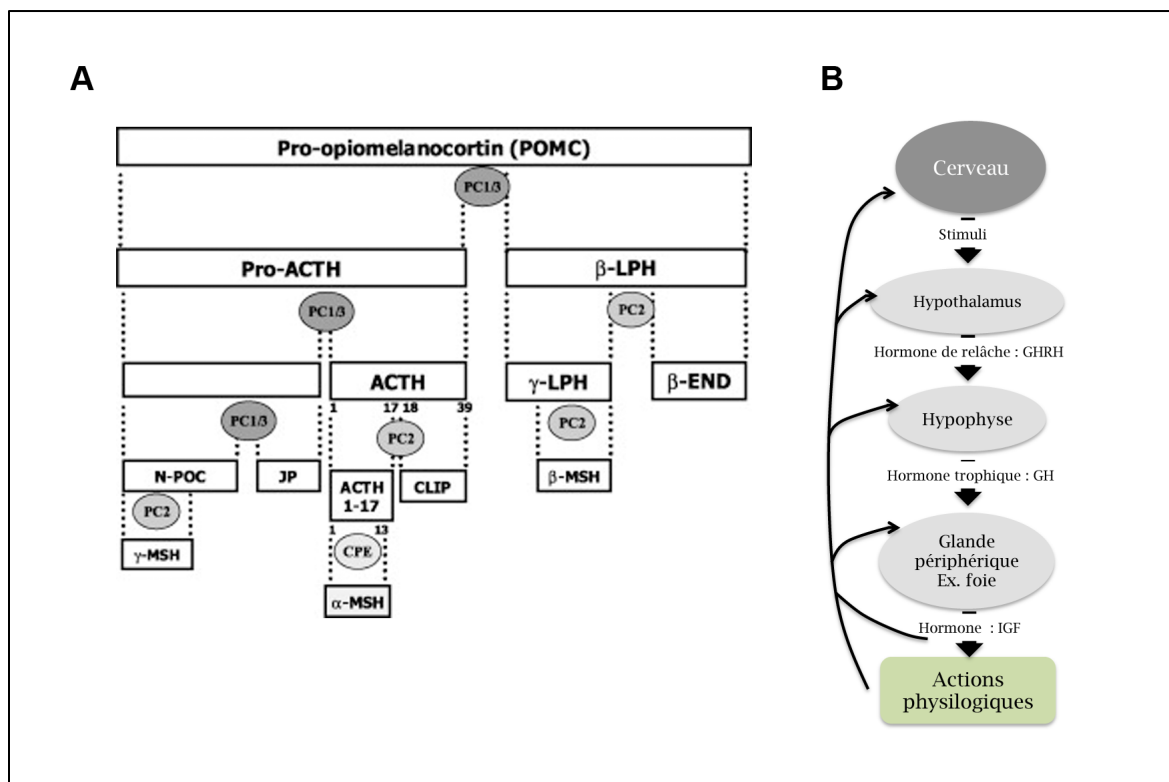 A
Pro-opiomelanocortin (POMC)
PC1/3
Pro-ACTH
β-LPH
PC1/3
PC2
ACTH
γ-LPH
β-END
1
17
18
39
PC1/3
PC2
PC2
N-POC
JP
ACTH
1-17
CLIP
β-MSH
PC2
1
13
γ-MSH
CPE
α-MSH
B
Cerveau
Stimuli
Hypothalamus
Hormone de relâche : GHRH
Hypophyse
Hormone trophique : GH
Glande
périphérique
Ex. foie
Hormone : IGF
Actions
physilogiques